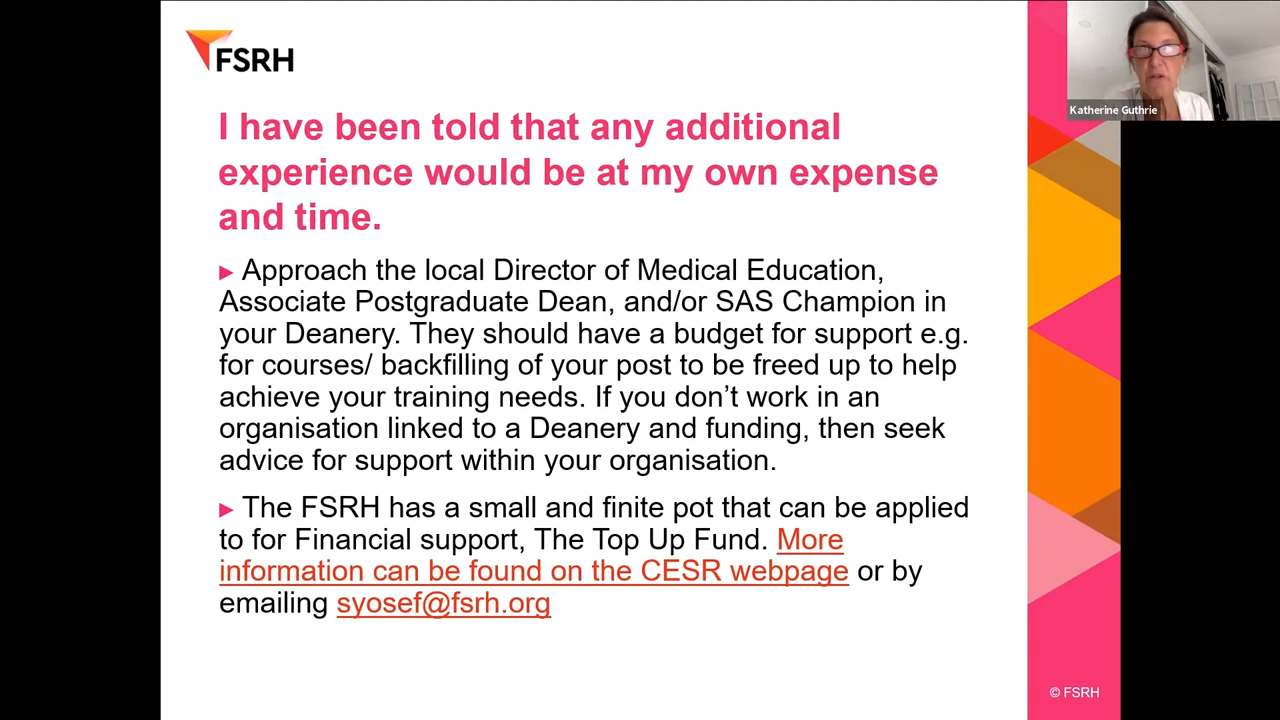 FSRH
Katherine Guthrie
I have been told that any additional
experience would be at my own expense
and time.
► Approach the local Director of Medical Education,
Associate Postgraduate Dean, and/or SAS Champion in
your Deanery. They should have a budget for support e.g.
for courses/ backfilling of your post to be freed up to help
achieve your training needs. If you don’t work in an
organisation linked to a Deanery and funding, then seek
advice for support within your organisation.
► The FSRH has a small and finite pot that can be applied
to for Financial support, The Top Up Fund. More
information can be found on the CESR webpage or by
emailing syosef@fsrh.org
© FSRH